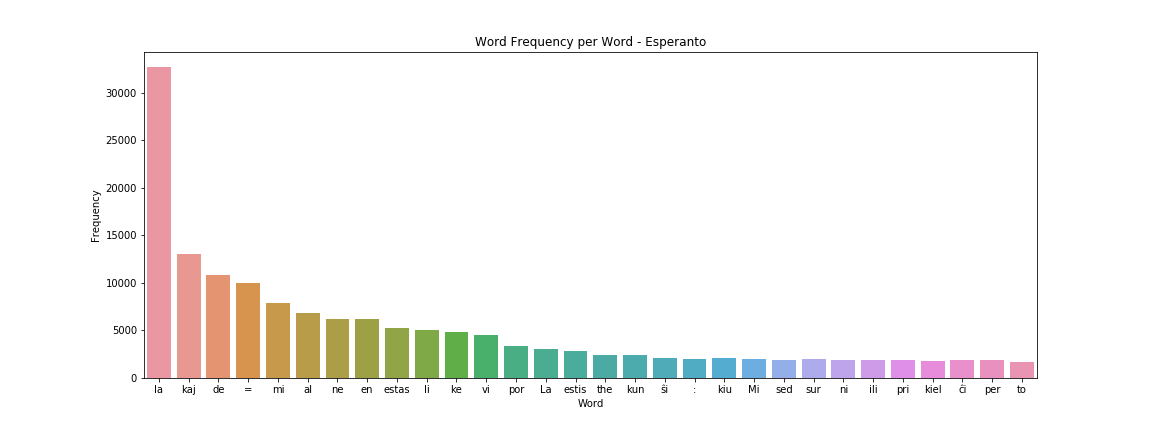 Word Frequency per Word - Esperanto
30000
25000
20000
15000
10000
5000
0
Frequency
la kaj de = mi al ne en estas li ke vi por La estis the kun ŝi : kiu Mi sed sur ni ili pri kiel ĉi per to
Word